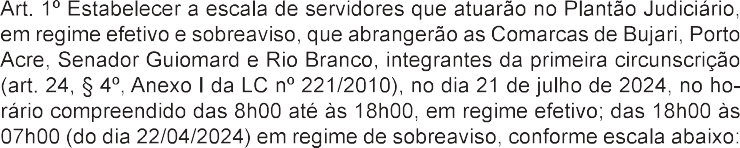 Art. 1º Estabelecer a escala de servidores que atuarão no Plantão Judiciário,
em regime efetivo e sobreaviso, que abrangerão as Comarcas de Bujari, Porto
Acre, Senador Guiomard e Rio Branco, integrantes da primeira circunscrição
(art. 24, § 4º, Anexo I da LC nº 221/2010), no dia 21 de julho de 2024, no ho-
rário compreendido das 8h00 até às 18h00, em regime efetivo; das 18h00 às
07h00 (do dia 22/04/2024) em regime de sobreaviso, conforme escala abaixo: